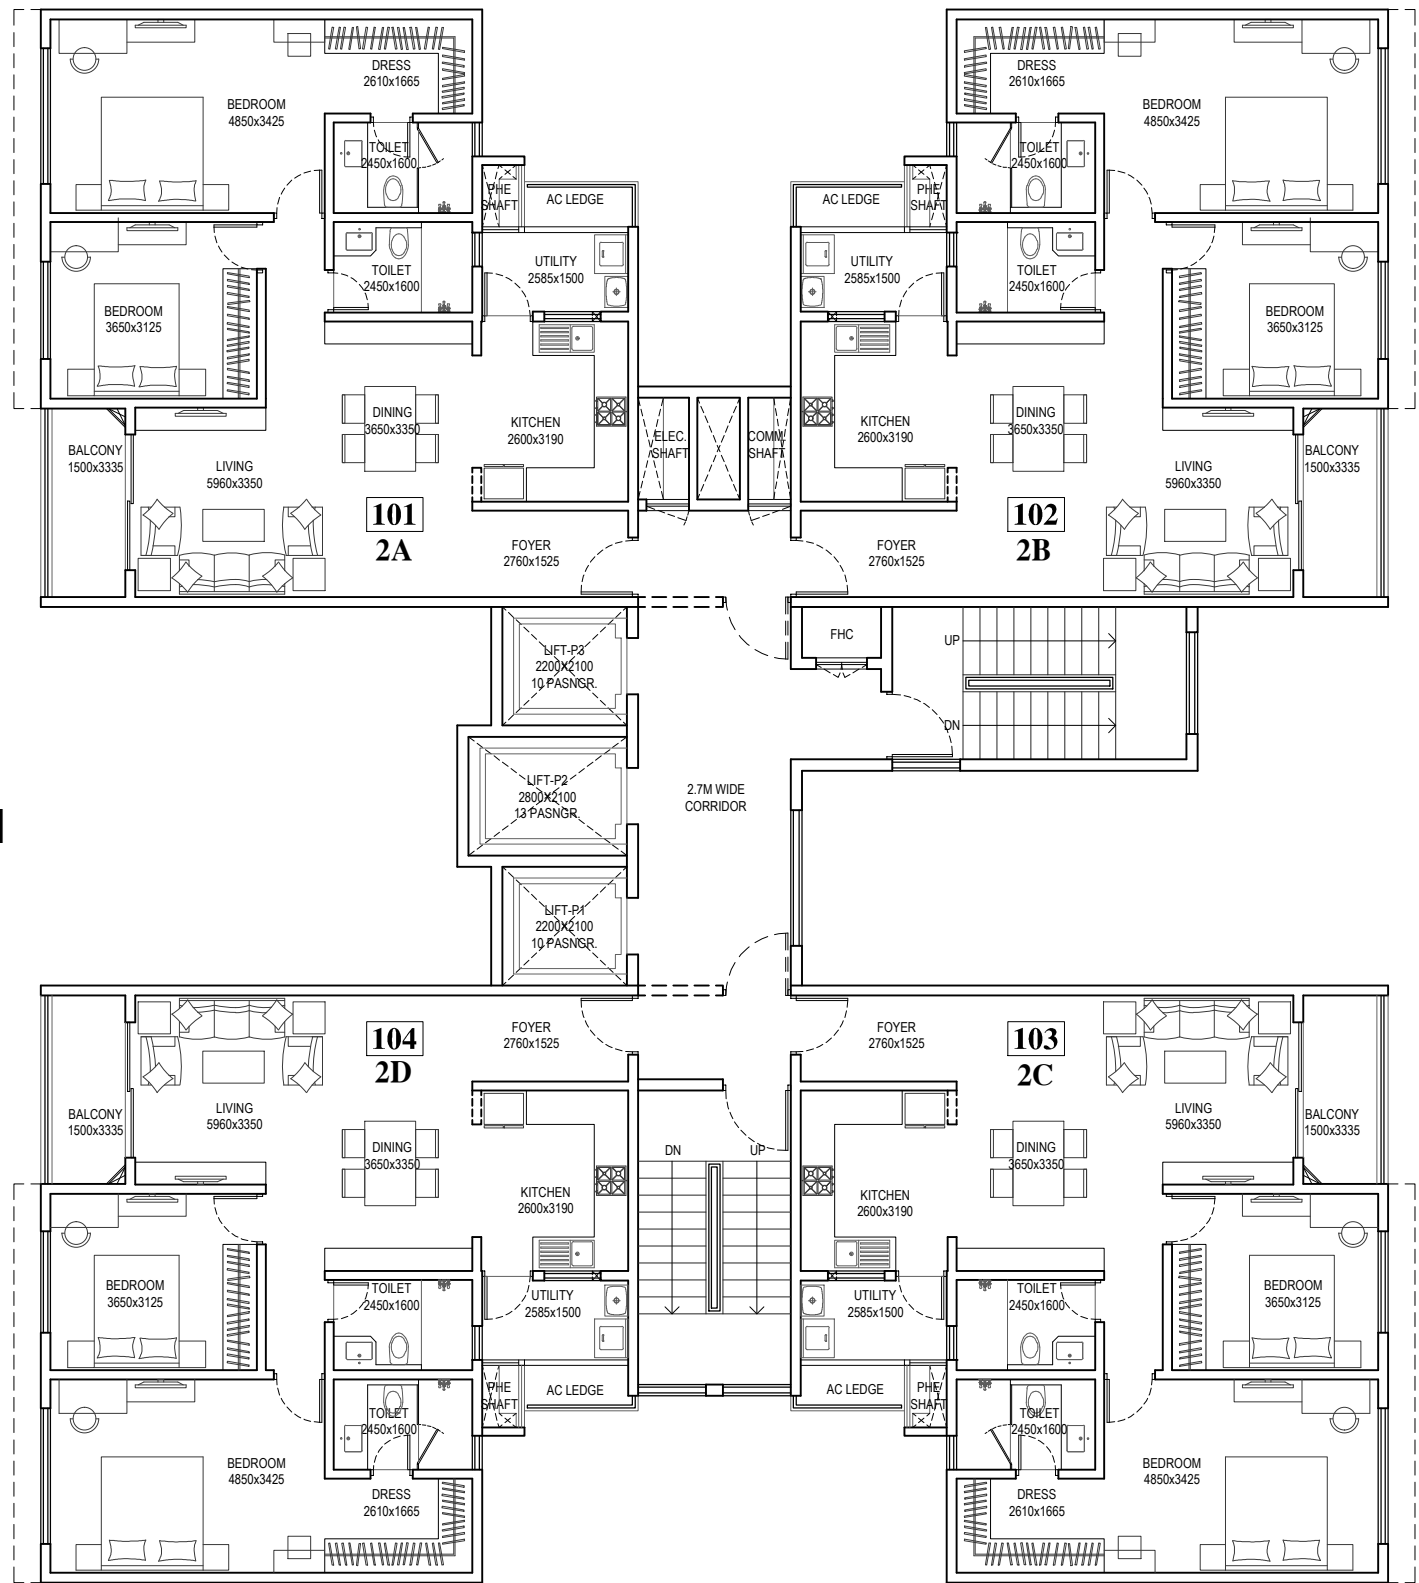 DRESS
2610x1665
BEDROOM
4850x3425
TOILET
2450x1600
PHE
SHAFT
AC LEDGE
UTILITY
2585x1500
TOILET
2450x1600
BEDROOM
3650x3125
DINING
3650x3350
KITCHEN
2600x3190
BALCONY
1500x3335
LIVING
5960x3350
101
2A
FOYER
2760x1525
DRESS
2610x1665
BEDROOM
4850x3425
TOILET
2450x1600
PHE
SHAFT
AC LEDGE
UTILITY
2585x1500
TOILET
2450x1600
BEDROOM
3650x3125
DINING
3650x3350
KITCHEN
2600x3190
BALCONY
1500x3335
LIVING
5960x3350
102
2B
FOYER
2760x1525
ELEC.
SHAFT
COMM.
SHAFT
LIFT-P3
2200X2100
10 PASNGR.
FHC
UP
DN
LIFT-P2
2800X2100
13 PASNGR.
2.7M WIDE
CORRIDOR
LIFT-P1
2200X2100
10 PASNGR.
104
2D
FOYER
2760x1525
LIVING
5960x3350
BALCONY
1500x3335
DINING
3650x3350
KITCHEN
2600x3190
BEDROOM
3650x3125
TOILET
2450x1600
UTILITY
2585x1500
PHE
SHAFT
AC LEDGE
TOILET
2450x1600
BEDROOM
4850x3425
DRESS
2610x1665
DN
UP
FOYER
2760x1525
103
2C
LIVING
5960x3350
BALCONY
1500x3335
DINING
3650x3350
KITCHEN
2600x3190
BEDROOM
3650x3125
TOILET
2450x1600
UTILITY
2585x1500
AC LEDGE
PHE
SHAFT
TOILET
2450x1600
BEDROOM
4850x3425
DRESS
2610x1665